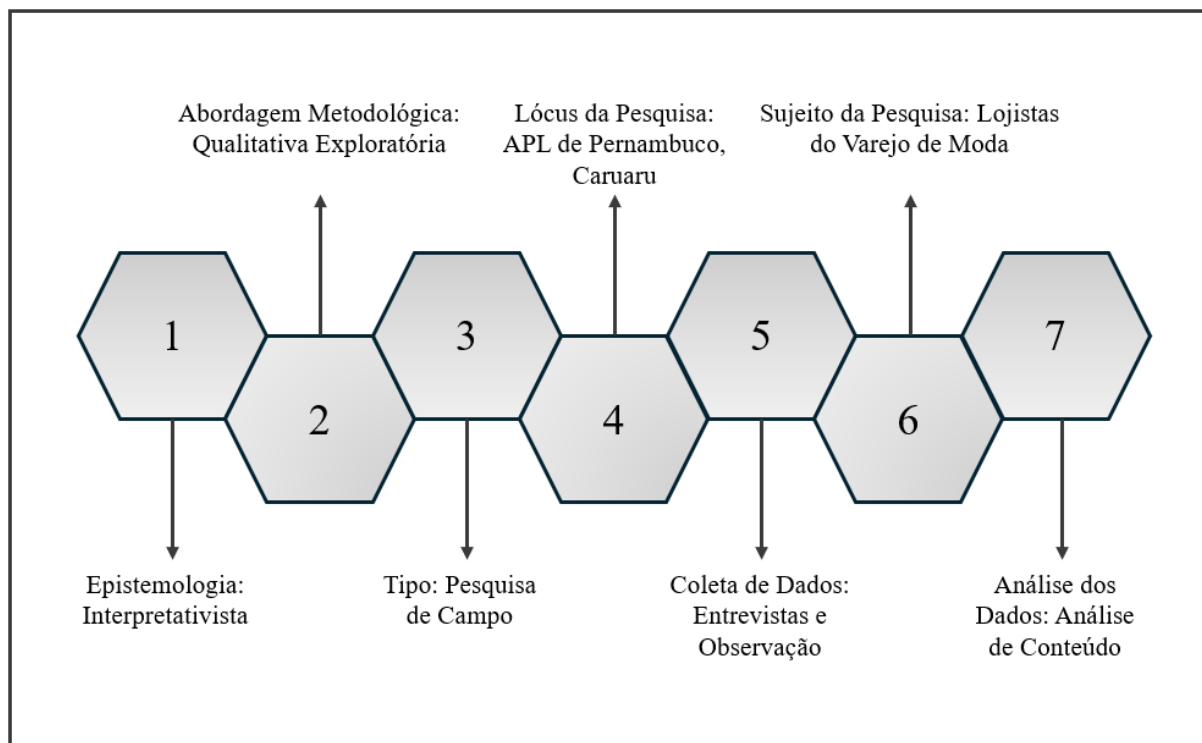 Abordagem Metodológica:
Qualitativa Exploratória
Lócus da Pesquisa:
APL de Pernambuco,
Caruaru
Sujeito da Pesquisa: Lojistas
do Varejo de Moda
1
2
3
4
5
6
7
Epistemologia:
Interpretativista
Tipo: Pesquisa
de Campo
Coleta de Dados:
Entrevistas e
Observação
Análise dos
Dados: Análise
de Conteúdo